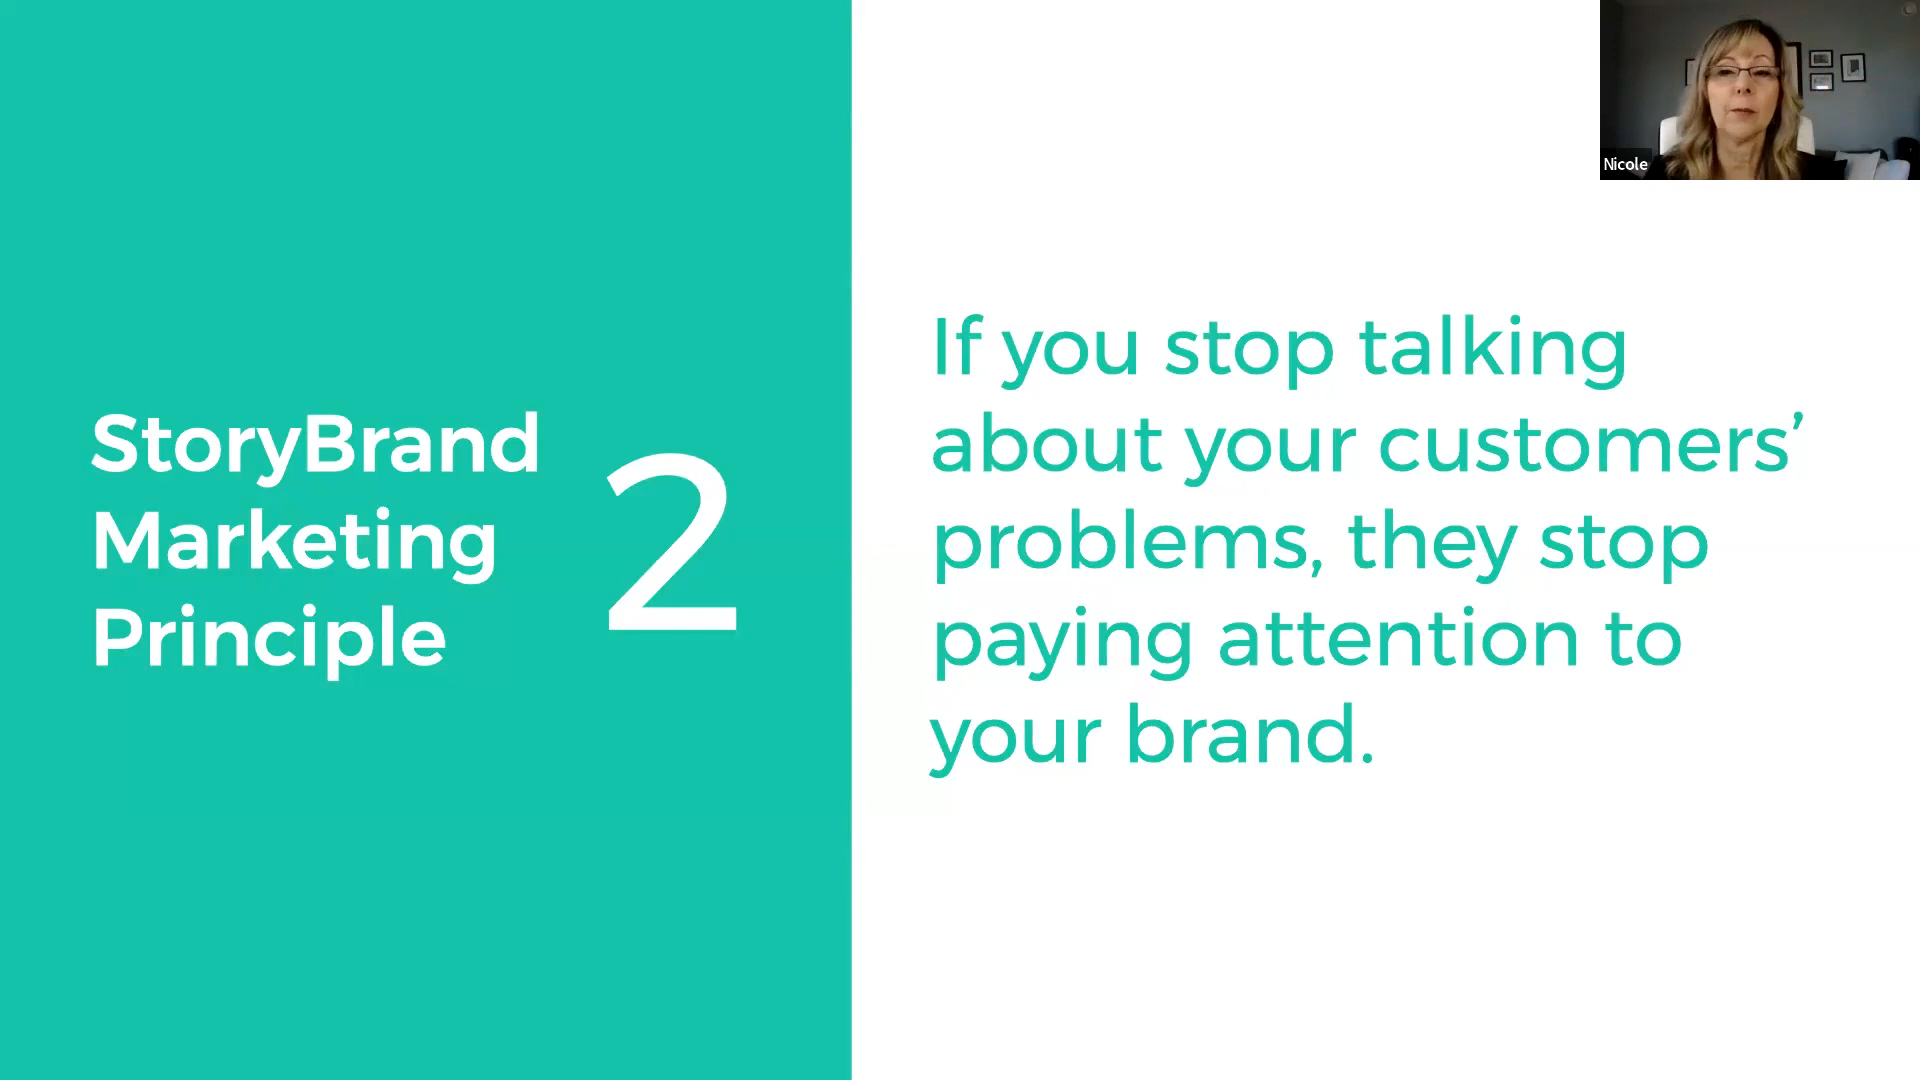 StoryBrand
Marketing
Principle
2
If you stop talking
about your customers’
problems, they stop
paying attention to
your brand.
Nicole